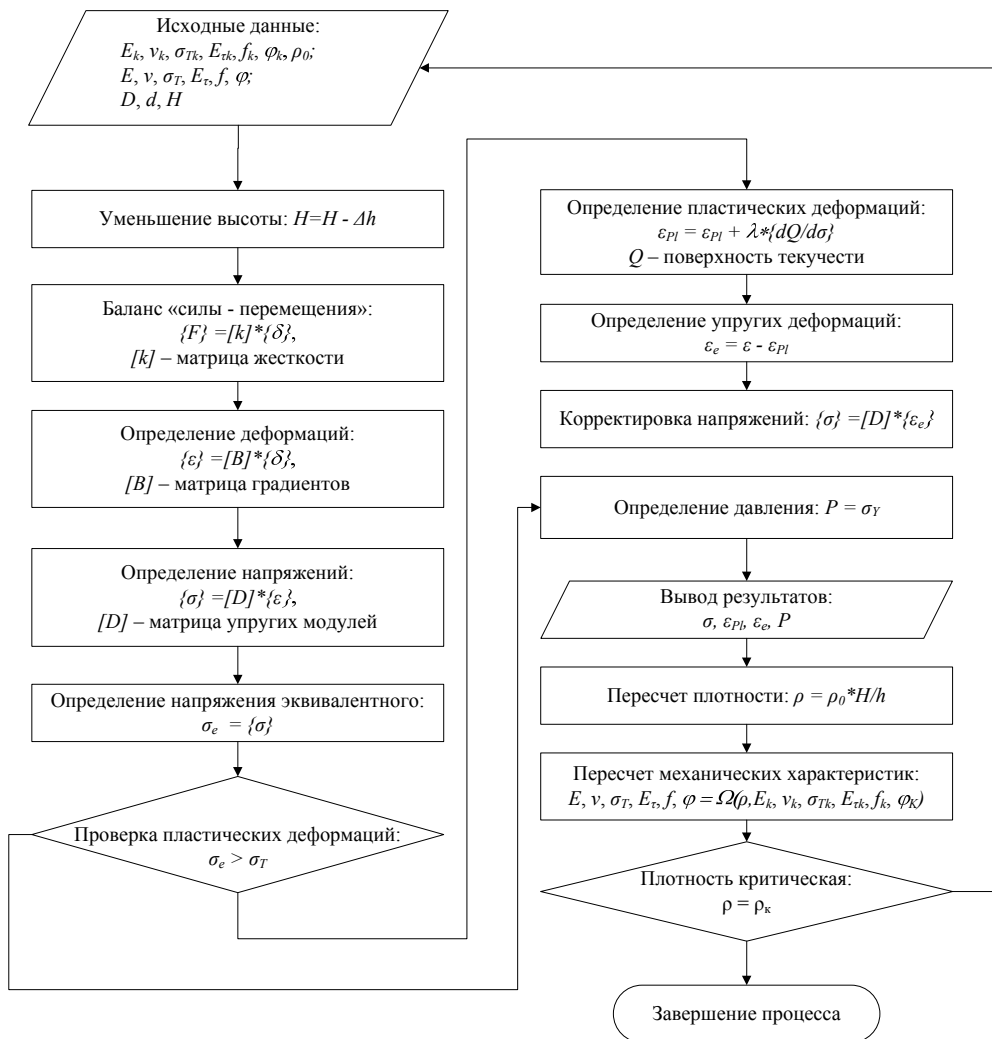 Исходные данные:
E_k, ν_k, σ_Tk, E_τk, f_k, φ_k, ρ_0;
E, ν, σ_T, E_τ, f, φ;
D, d, H
Уменьшение высоты: H=H - Δh
Баланс «силы - перемещения»:
{F} =[k]*{δ},
[k] – матрица жесткости
Определение деформаций:
{ε} =[B]*{δ},
[B] – матрица градиентов
Определение напряжений:
{σ} =[D]*{ε},
[D] – матрица упругих модулей
Определение напряжения эквивалентного:
σ_e = {σ}
Проверка пластических деформаций:
σ_e > σ_T
Определение пластических деформаций:
ε_Pl = ε_Pl + λ*{dQ/dσ}
Q – поверхность текучести
Определение упругих деформаций:
ε_e = ε - ε_Pl
Корректировка напряжений: {σ} =[D]*{ε_e}
Определение давления: P = σ_Y
Вывод результатов:
σ, ε_Pl, ε_e, P
Пересчет плотности: ρ = ρ_0*H/h
Пересчет механических характеристик:
E, ν, σ_T, E_τ, f, φ = Ω(ρ,E_k, ν_k, σ_Tk, E_τk, f_k, φ_K)
Плотность критическая:
ρ = ρ_к
Завершение процесса